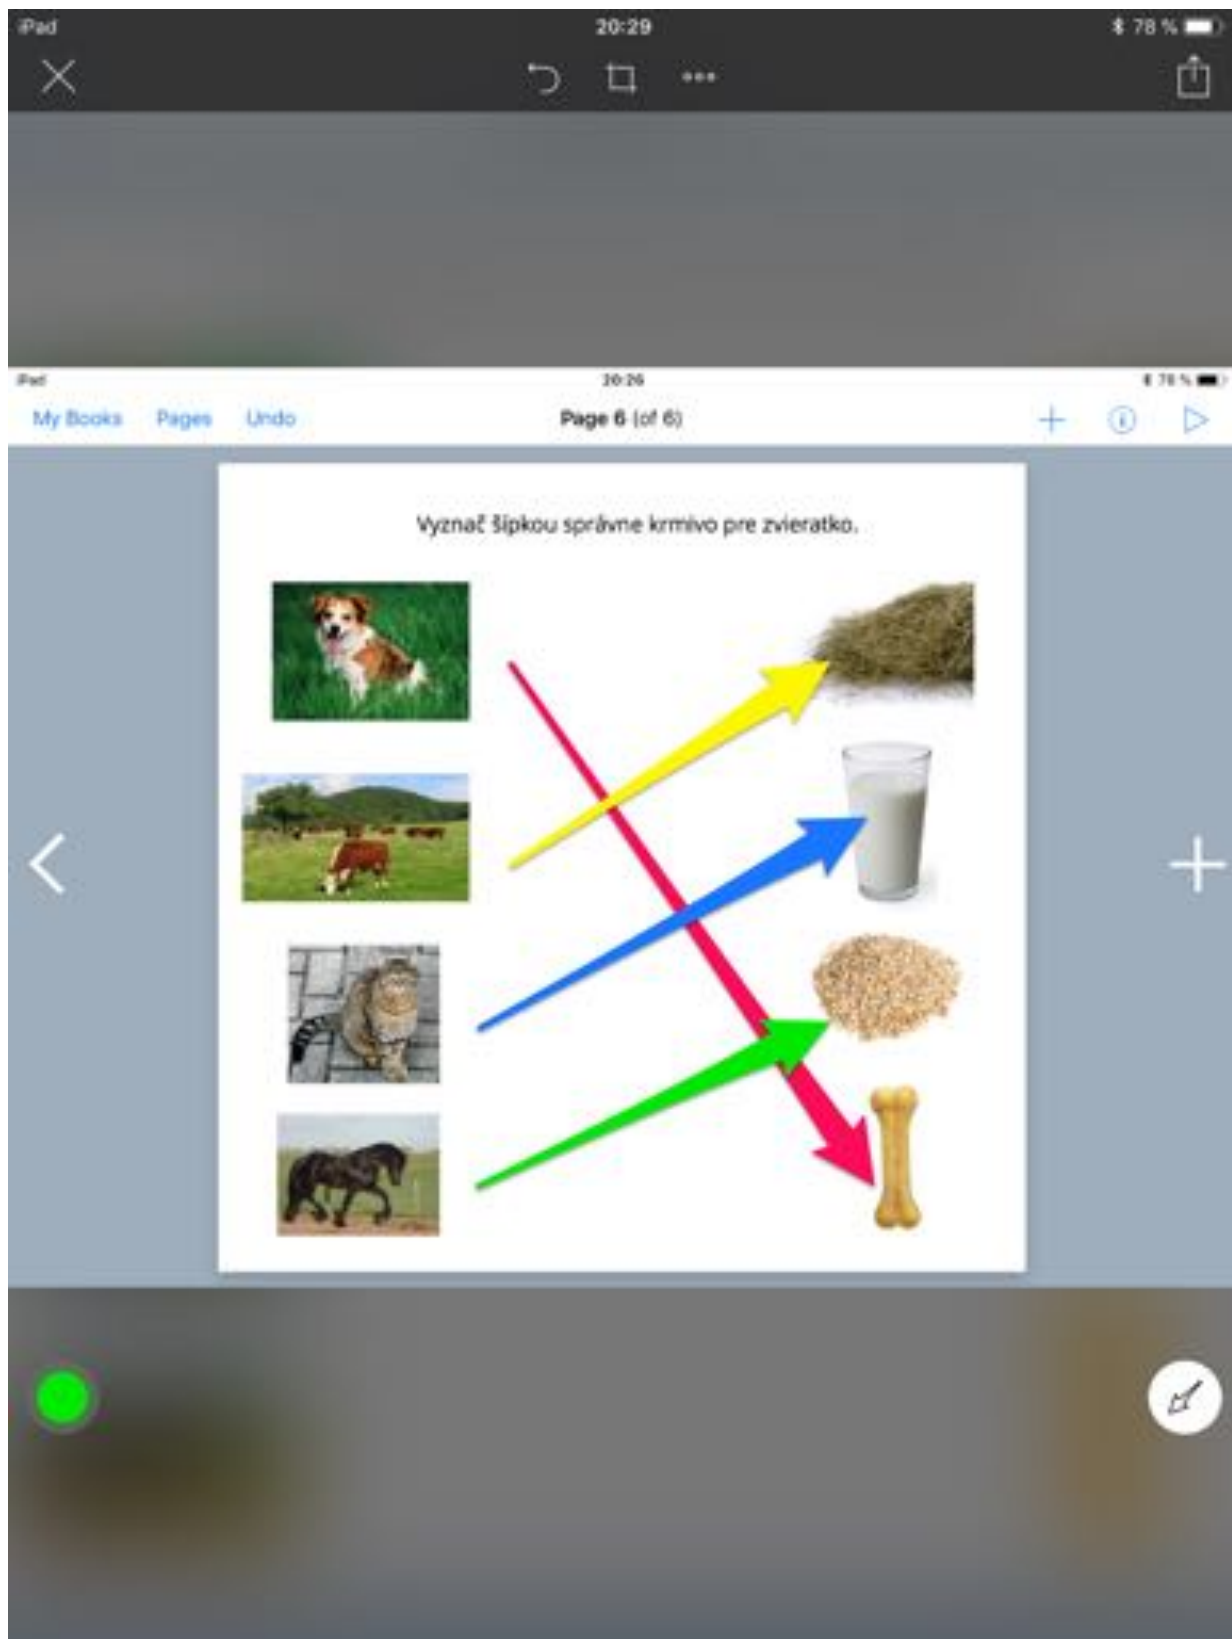 iPad 20:29 78 %
iPad 20:26 78 %
My Books Pages Undo Page 6 (of 6)
Vyznač šípkou správne krmivo pre zvieratko.